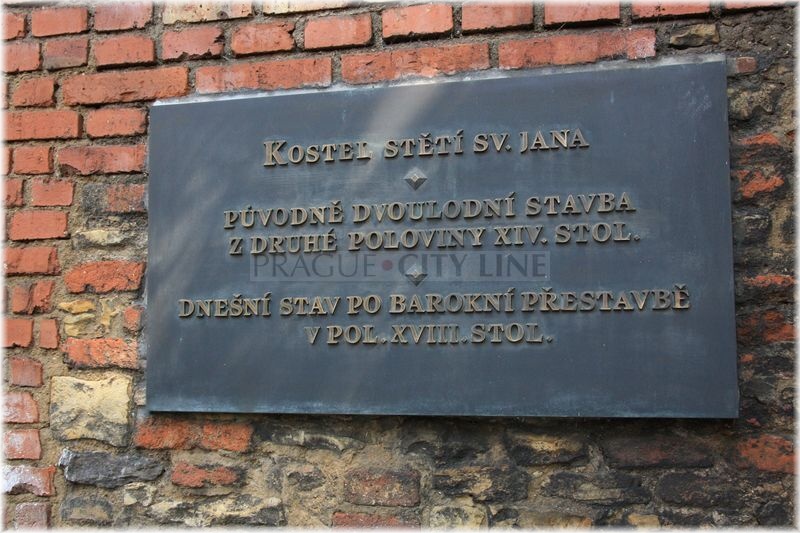 KOSTEL STĚTÍ SV. JANA
PŮVODNĚ DVOULODNÍ STAVBA
Z DRUHÉ POLOVINY XIV. STOL.
PRAGUE • CITY LINE
DNEŠNÍ STAV PO BAROKNÍ PŘESTAVBĚ
V POL. XVIII. STOL.